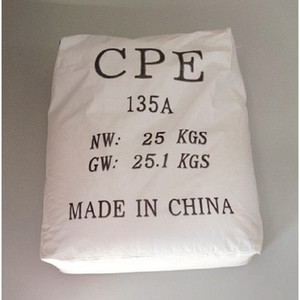 CPE
135A
NW: 25 KGS
GW: 25.1 KGS
MADE IN CHINA